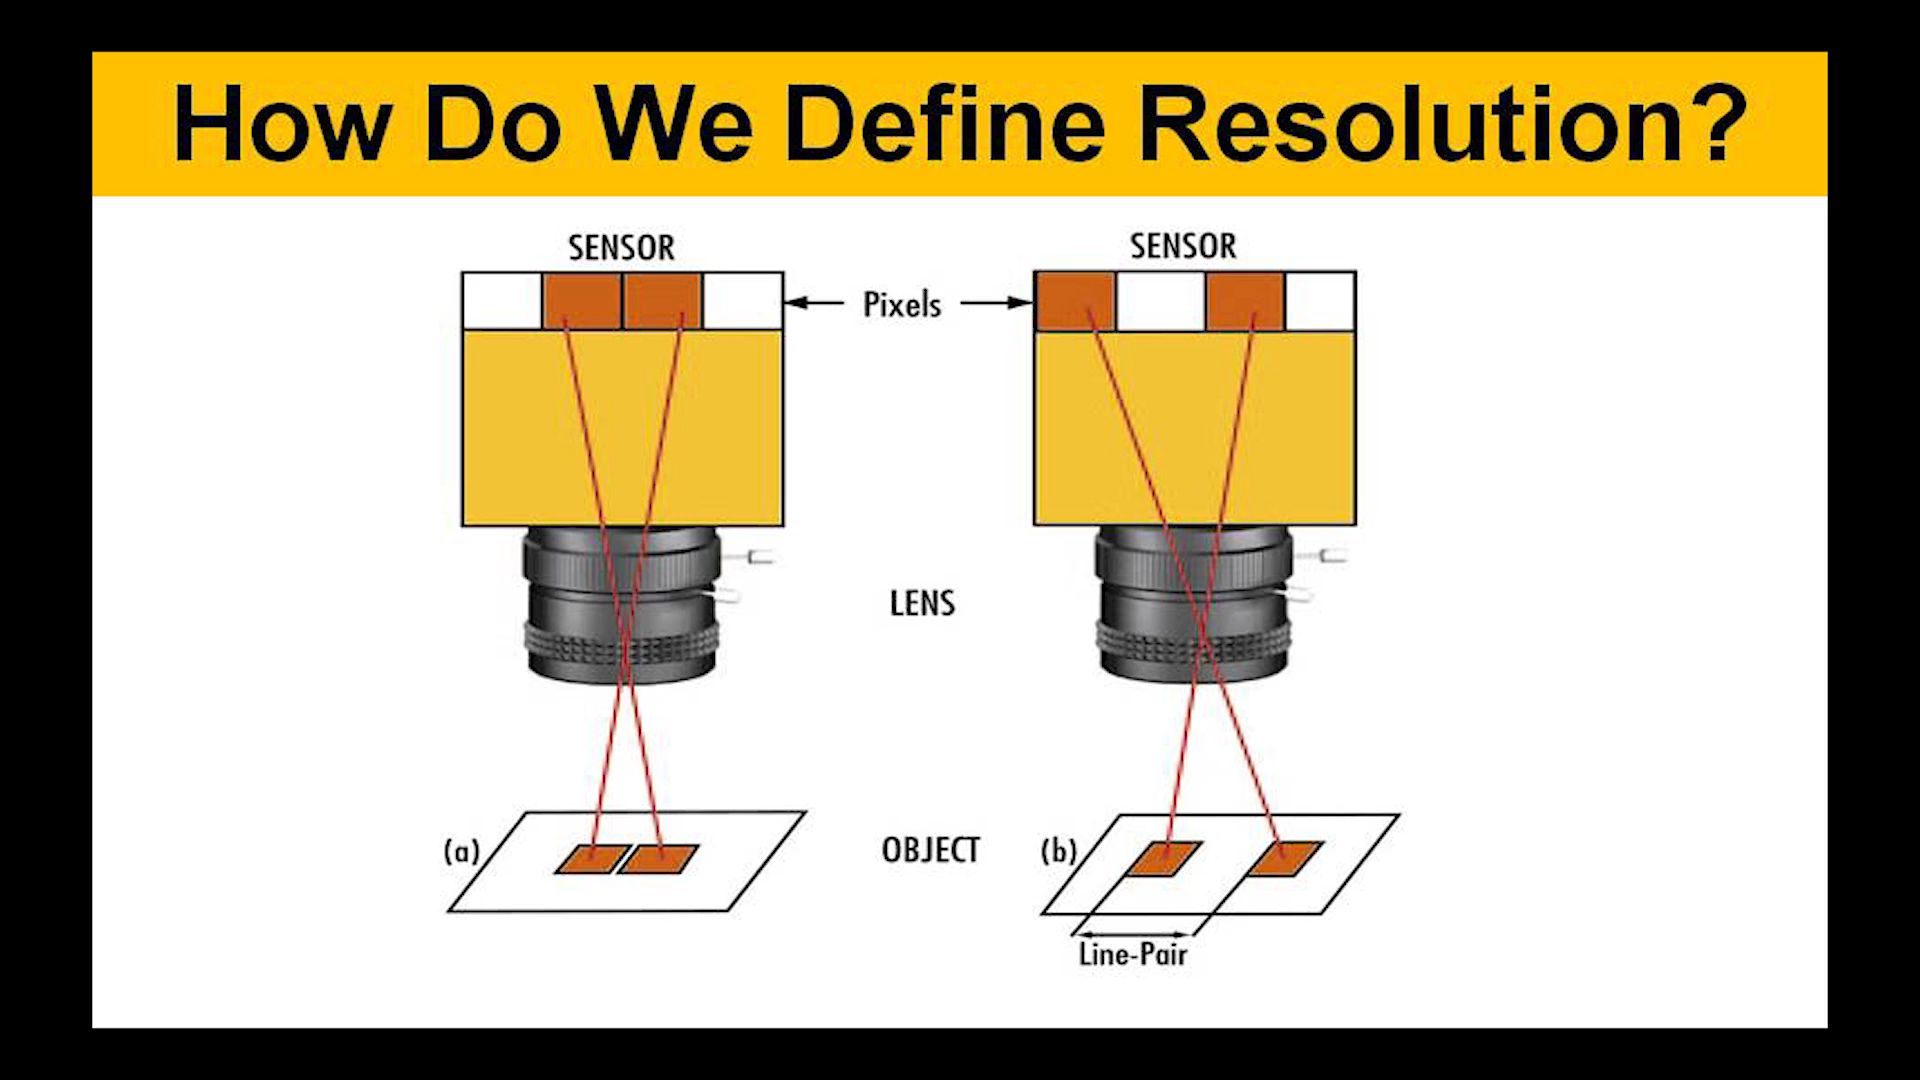 How Do We Define Resolution?
SENSOR
SENSOR
Pixels
LENS
(a)
OBJECT
(b)
Line-Pair